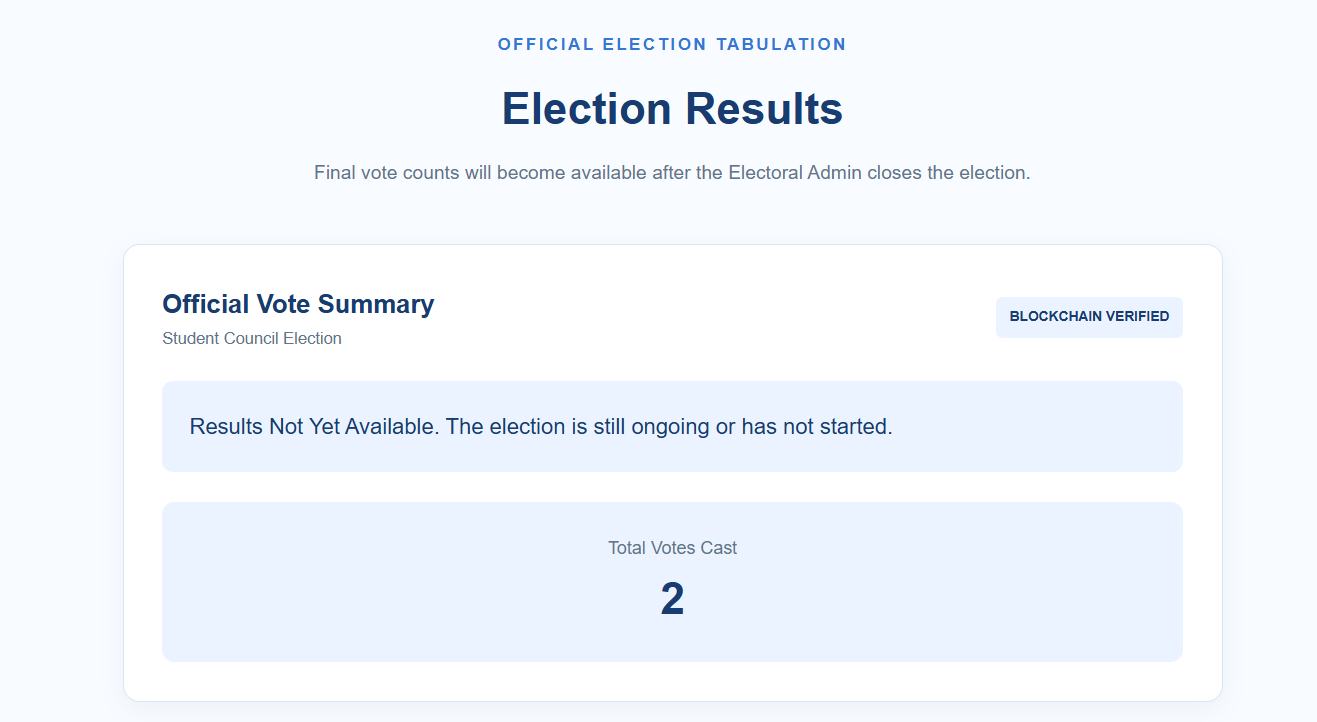 OFFICIAL ELECTION TABULATION
Election Results
Final vote counts will become available after the Electoral Admin closes the election.
Official Vote Summary
Student Council Election
BLOCKCHAIN VERIFIED
Results Not Yet Available. The election is still ongoing or has not started.
Total Votes Cast
2